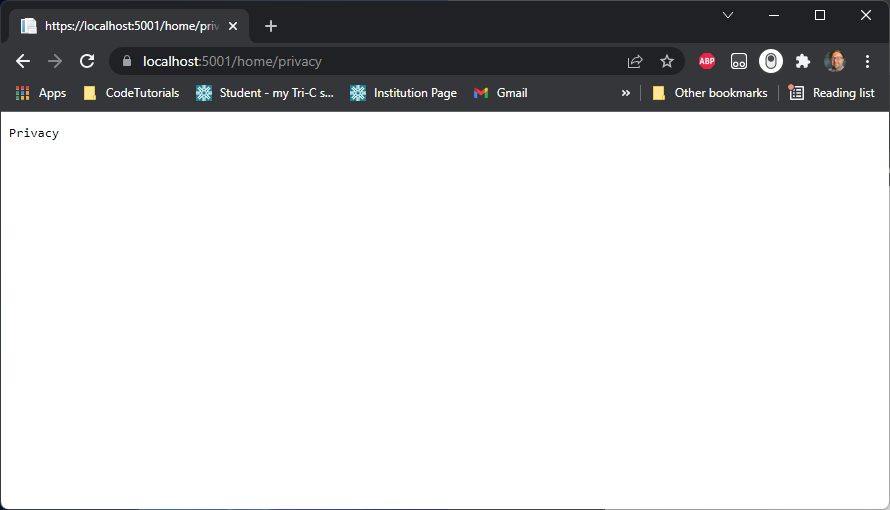 https://localhost:5001/home/priv
localhost:5001/home/privacy
ABP
Apps CodeTutorials Student - my Tri-C s... Institution Page Gmail » Other bookmarks Reading list
Privacy